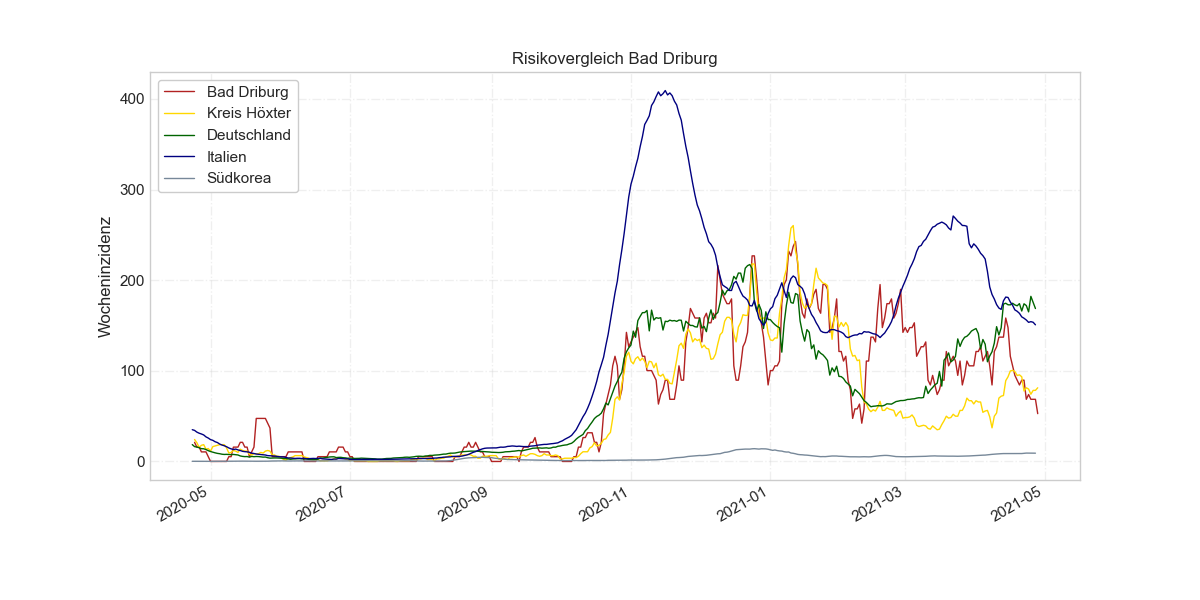 Risikovergleich Bad Driburg
Bad Driburg
Kreis Höxter
Deutschland
Italien
Südkorea
Wocheninzidenz
400
300
200
100
0
2020-05
2020-07
2020-09
2020-11
2021-01
2021-03
2021-05